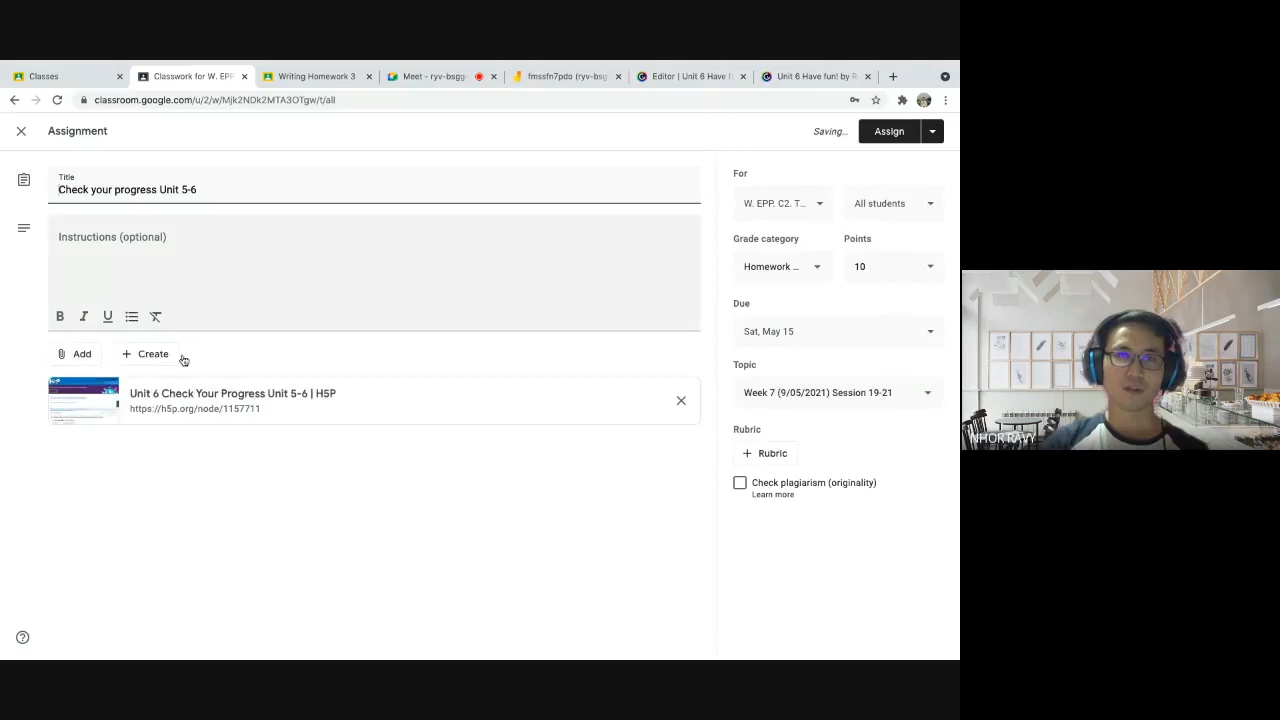 Classes
Classwork for W. EPP
Writing Homework 3
Meet - ryv-bsgg
fmssfn7pdo (ryv-bsg
Editor | Unit 6 Have f
Unit 6 Have fun! by R
classroom.google.com/u/2/w/Mjk2NDk2MTA3OTgw/t/all
Assignment
Saving...
Assign
Title
Check your progress Unit 5-6
Instructions (optional)
B I U
Add
Create
Unit 6 Check Your Progress Unit 5-6 | H5P
https://h5p.org/node/1157711
For
W. EPP. C2. T...
All students
Grade category
Points
Homework ...
10
Due
Sat, May 15
Topic
Week 7 (9/05/2021) Session 19-21
Rubric
Rubric
Check plagiarism (originality)
Learn more
NHOR RAVY